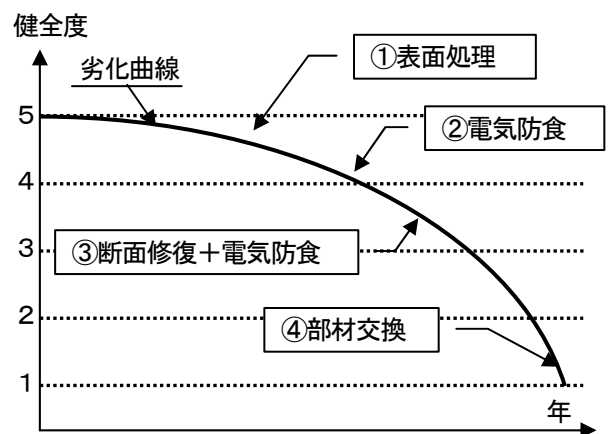 健全度
劣化曲線
①表面処理
5
②電気防食
4
3
③断面修復＋電気防食
2
④部材交換
1
年